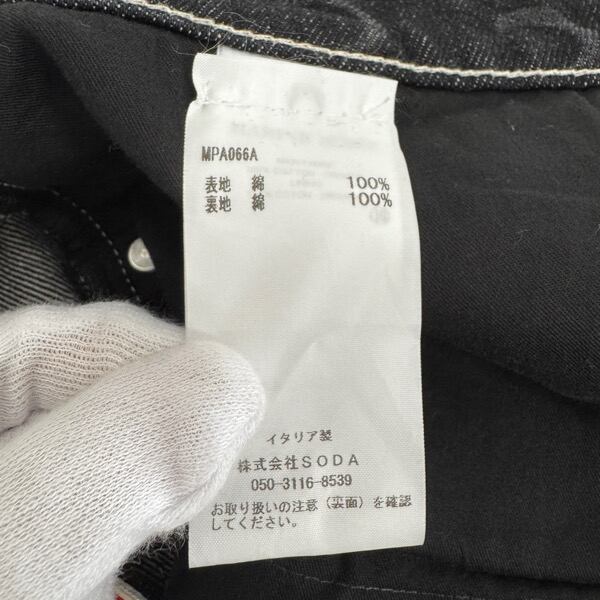 MPA066A
表地 綿 100%
裏地 綿 100%
イタリア製
株式会社SODA
050-3116-8539
お取り扱いの注意（裏面）を確認
してください。